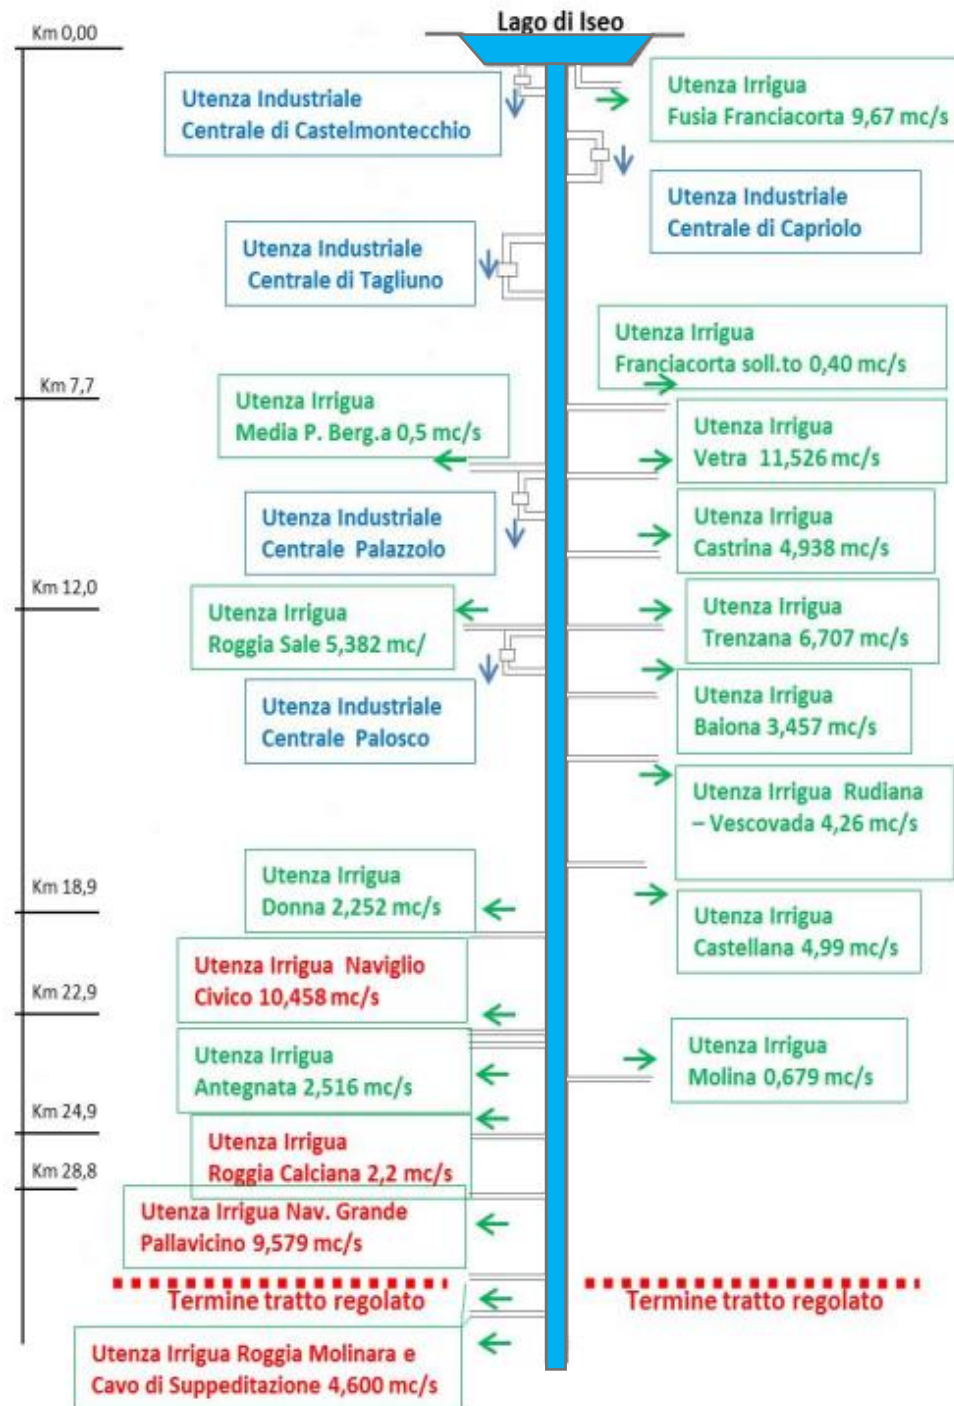 Lago di Iseo
Km 0,00
Utenza Industriale
Centrale di Castelmontecchio
Utenza Irrigua
Fusia Franciacorta 9,67 mc/s
Utenza Industriale
Centrale di Capriolo
Utenza Industriale
Centrale di Tagliuno
Utenza Irrigua
Franciacorta soll.to 0,40 mc/s
Km 7,7
Utenza Irrigua
Media P. Berg.a 0,5 mc/s
Utenza Irrigua
Vetra 11,526 mc/s
Utenza Industriale
Centrale Palazzolo
Utenza Irrigua
Castrina 4,938 mc/s
Km 12,0
Utenza Irrigua
Roggia Sale 5,382 mc/
Utenza Irrigua
Trenzana 6,707 mc/s
Utenza Industriale
Centrale Palosco
Utenza Irrigua
Baiona 3,457 mc/s
Utenza Irrigua Rudiana
– Vescovada 4,26 mc/s
Km 18,9
Utenza Irrigua
Donna 2,252 mc/s
Utenza Irrigua
Castellana 4,99 mc/s
Utenza Irrigua Naviglio
Civico 10,458 mc/s
Km 22,9
Utenza Irrigua
Antegnata 2,516 mc/s
Utenza Irrigua
Molina 0,679 mc/s
Km 24,9
Utenza Irrigua
Roggia Calciana 2,2 mc/s
Km 28,8
Utenza Irrigua Nav. Grande
Pallavicino 9,579 mc/s
Termine tratto regolato
Termine tratto regolato
Utenza Irrigua Roggia Molinara e
Cavo di Suppeditazione 4,600 mc/s